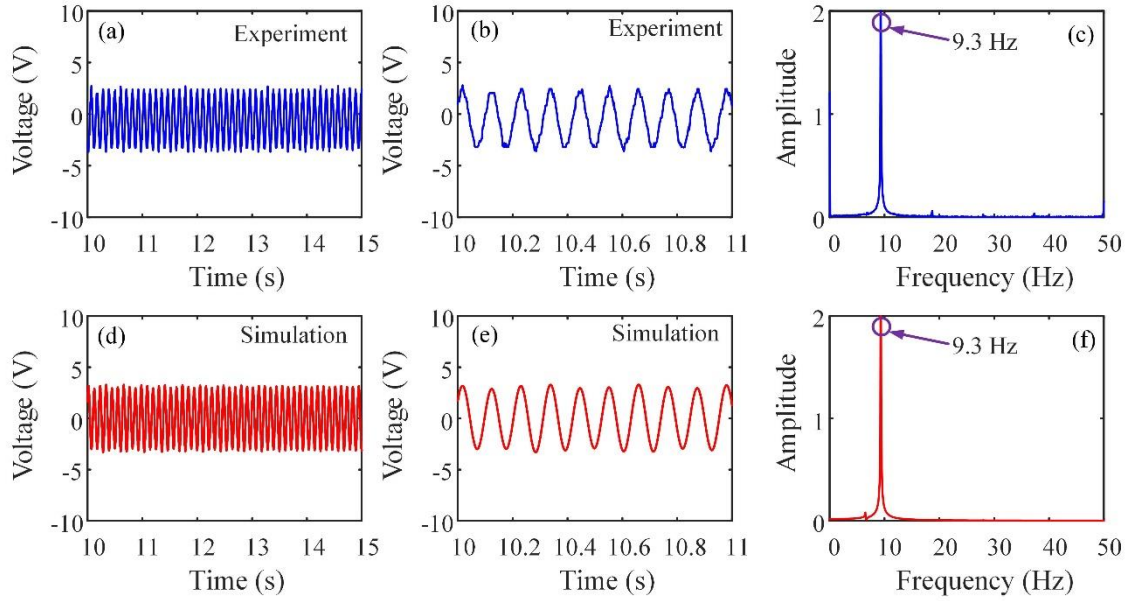 (a) Experiment
Voltage (V)
10
5
0
-5
-10
10 11 12 13 14 15
Time (s)
(b) Experiment
Voltage (V)
10
5
0
-5
-10
10 10.2 10.4 10.6 10.8 11
Time (s)
(c)
9.3 Hz
Amplitude
2
1
0
0 10 20 30 40 50
Frequency (Hz)
(d) Simulation
Voltage (V)
10
5
0
-5
-10
10 11 12 13 14 15
Time (s)
(e) Simulation
Voltage (V)
10
5
0
-5
-10
10 10.2 10.4 10.6 10.8 11
Time (s)
(f)
9.3 Hz
Amplitude
2
1
0
0 10 20 30 40 50
Frequency (Hz)